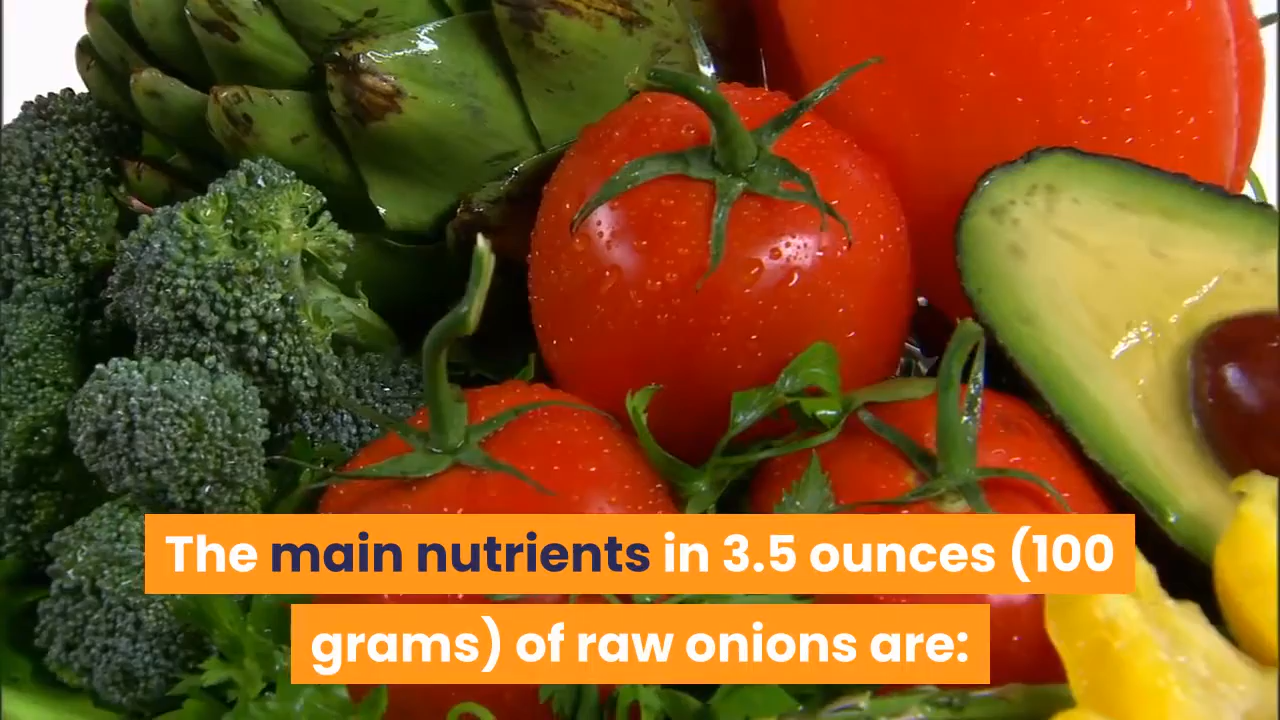 The main nutrients in 3.5 ounces (100
grams) of raw onions are: